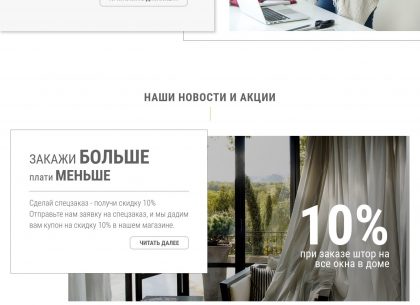 НАШИ НОВОСТИ И АКЦИИ
ЗАКАЖИ БОЛЬШЕ
плати МЕНЬШЕ
Сделай спецзаказ - получи скидку 10%
Отправьте нам заявку на спецзаказ, и мы дадим
вам купон на скидку 10% в нашем магазине.
ЧИТАТЬ ДАЛЕЕ
10%
при заказе штор на
все окна в доме